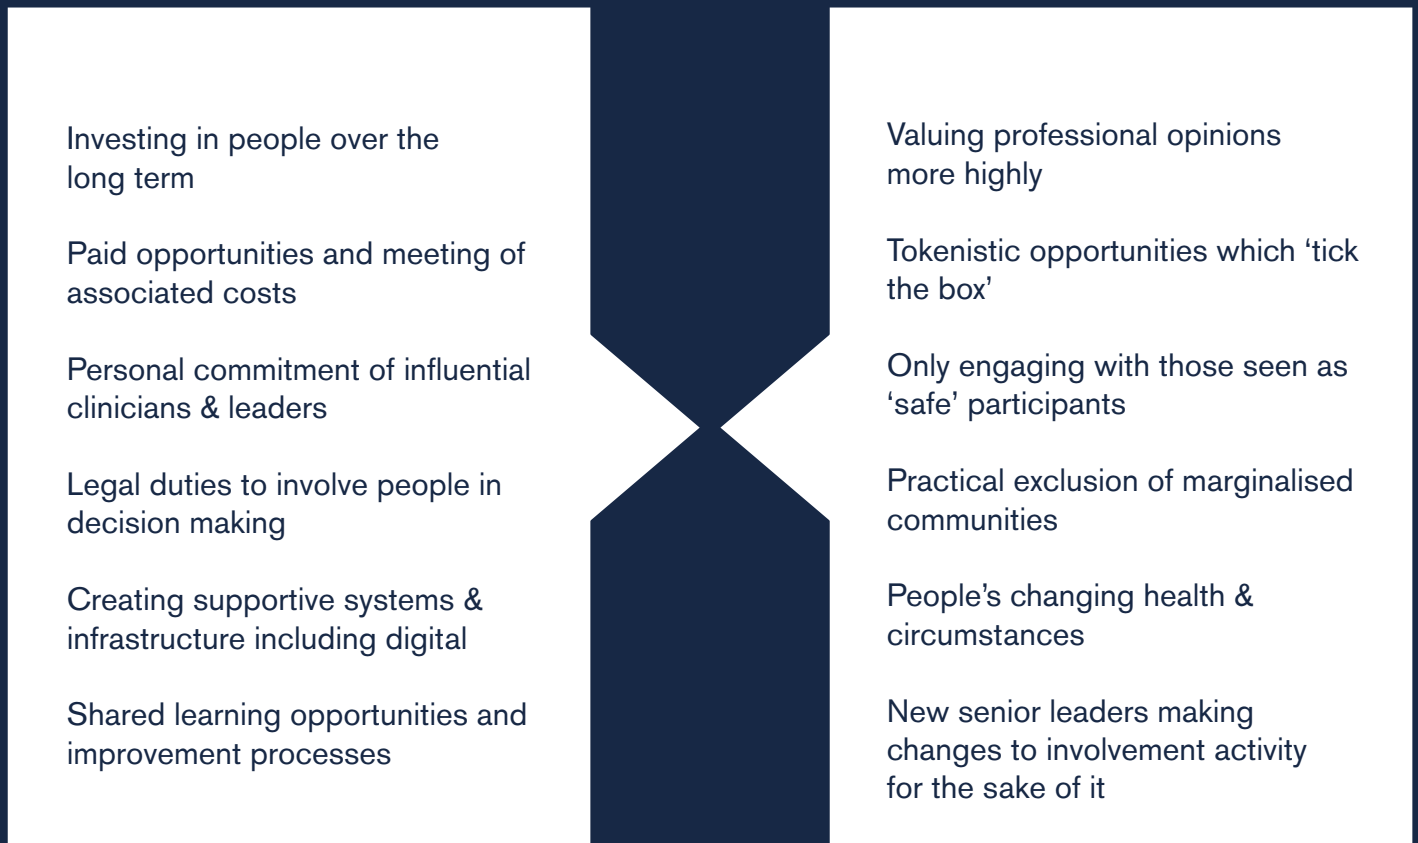 Investing in people over the
long term
Paid opportunities and meeting of
associated costs
Personal commitment of influential
clinicians & leaders
Legal duties to involve people in
decision making
Creating supportive systems &
infrastructure including digital
Shared learning opportunities and
improvement processes
Valuing professional opinions
more highly
Tokenistic opportunities which ‘tick
the box’
Only engaging with those seen as
‘safe’ participants
Practical exclusion of marginalised
communities
People’s changing health &
circumstances
New senior leaders making
changes to involvement activity
for the sake of it